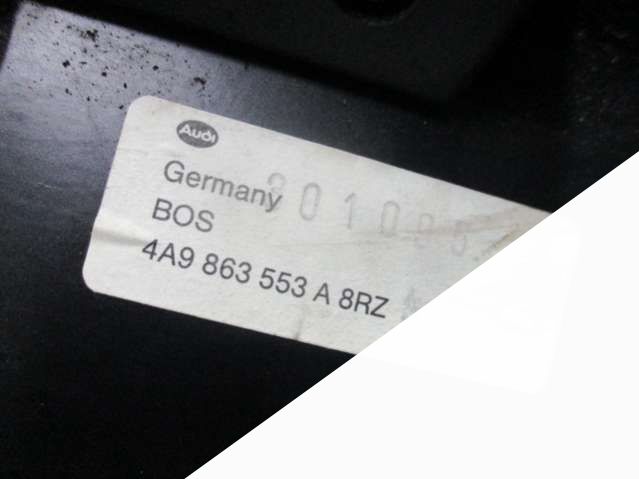 Audi
Germany
BOS
4A9 863 553 A 8RZ